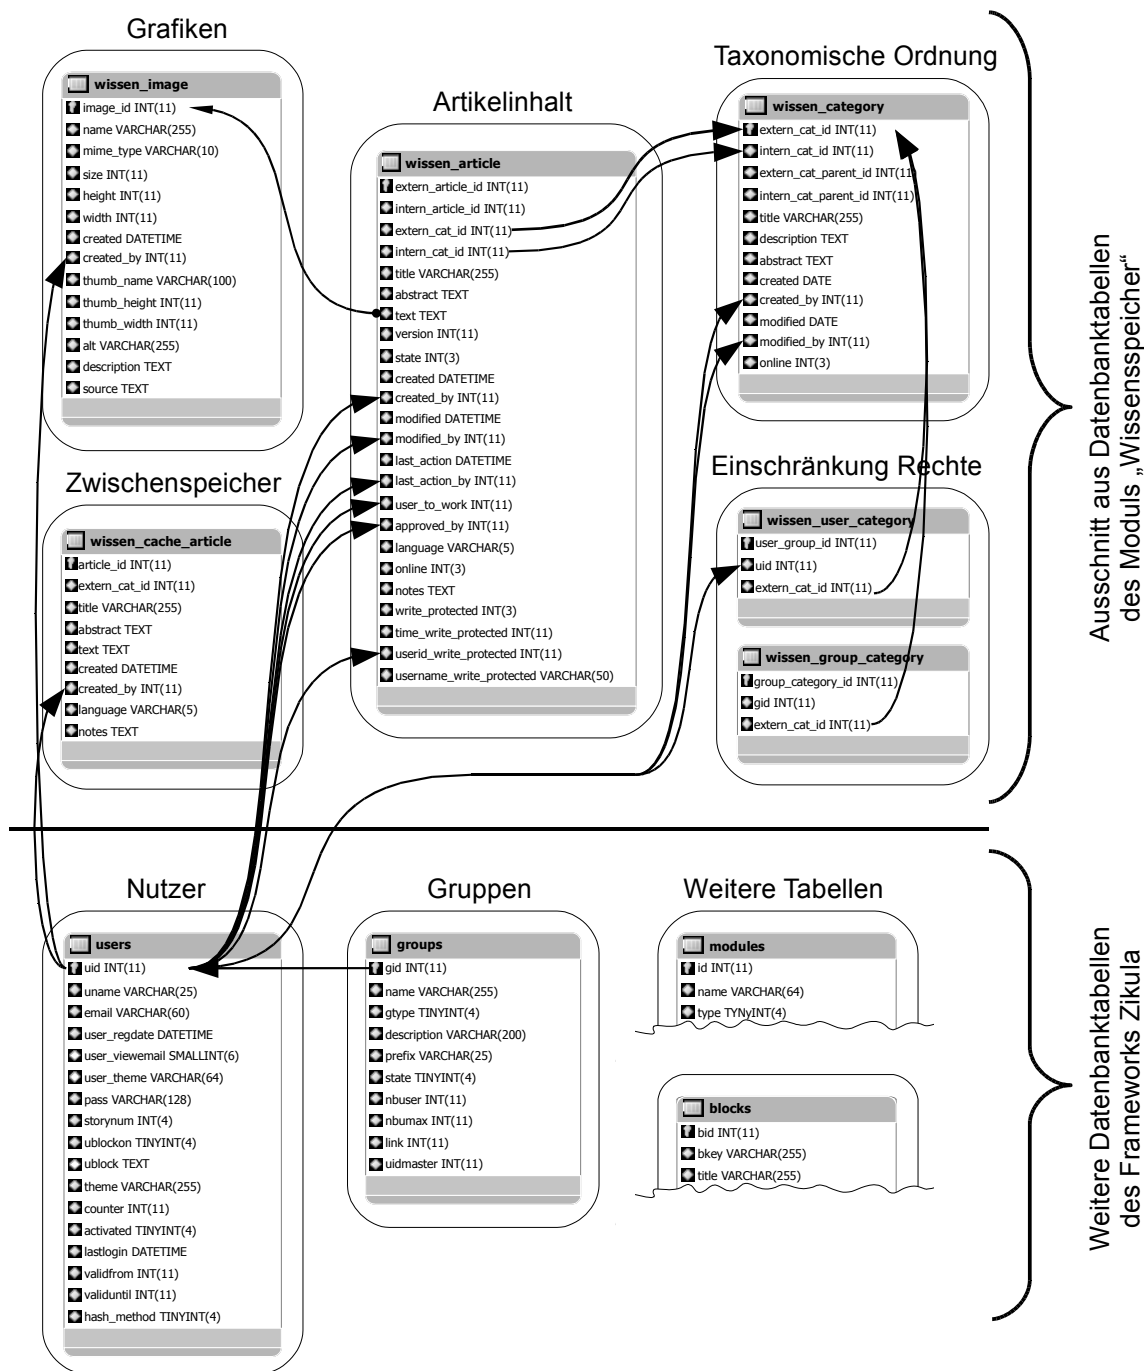 Grafiken
wissen_image
image_id INT(11)
name VARCHAR(255)
mime_type VARCHAR(10)
size INT(11)
height INT(11)
width INT(11)
created DATETIME
created_by INT(11)
thumb_name VARCHAR(100)
thumb_height INT(11)
thumb_width INT(11)
alt VARCHAR(255)
description TEXT
source TEXT
Zwischenspeicher
wissen_cache_article
article_id INT(11)
extern_cat_id INT(11)
title VARCHAR(255)
abstract TEXT
text TEXT
created DATETIME
created_by INT(11)
language VARCHAR(5)
notes TEXT
Artikelinhalt
wissen_article
extern_article_id INT(11)
intern_article_id INT(11)
extern_cat_id INT(11)
intern_cat_id INT(11)
title VARCHAR(255)
abstract TEXT
text TEXT
version INT(11)
state INT(3)
created DATETIME
created_by INT(11)
modified DATETIME
modified_by INT(11)
last_action DATETIME
last_action_by INT(11)
user_to_work INT(11)
approved_by INT(11)
language VARCHAR(5)
online INT(3)
notes TEXT
write_protected INT(3)
time_write_protected INT(11)
userid_write_protected INT(11)
username_write_protected VARCHAR(50)
Taxonomische Ordnung
wissen_category
extern_cat_id INT(11)
intern_cat_id INT(11)
extern_cat_parent_id INT(11)
intern_cat_parent_id INT(11)
title VARCHAR(255)
description TEXT
abstract TEXT
created DATE
created_by INT(11)
modified DATE
modified_by INT(11)
online INT(3)
Einschränkung Rechte
wissen_user_category
user_group_id INT(11)
uid INT(11)
extern_cat_id INT(11)
wissen_group_category
group_category_id INT(11)
gid INT(11)
extern_cat_id INT(11)
Ausschnitt aus Datenbanktabellen
des Moduls „Wissensspeicher“
Nutzer
users
uid INT(11)
uname VARCHAR(25)
email VARCHAR(60)
user_regdate DATETIME
user_viewemail SMALLINT(6)
user_theme VARCHAR(64)
pass VARCHAR(128)
storynum INT(4)
ublockon TINYINT(4)
ublock TEXT
theme VARCHAR(255)
counter INT(11)
activated TINYINT(4)
lastlogin DATETIME
validfrom INT(11)
validuntil INT(11)
hash_method TINYINT(4)
Gruppen
groups
gid INT(11)
name VARCHAR(255)
gtype TINYINT(4)
description VARCHAR(200)
prefix VARCHAR(25)
state TINYINT(4)
nbuser INT(11)
nbumax INT(11)
link INT(11)
uidmaster INT(11)
Weitere Tabellen
modules
id INT(11)
name VARCHAR(64)
type TYNyINT(4)
blocks
bid INT(11)
bkey VARCHAR(255)
title VARCHAR(255)
Weitere Datenbanktabellen
des Frameworks Zikula